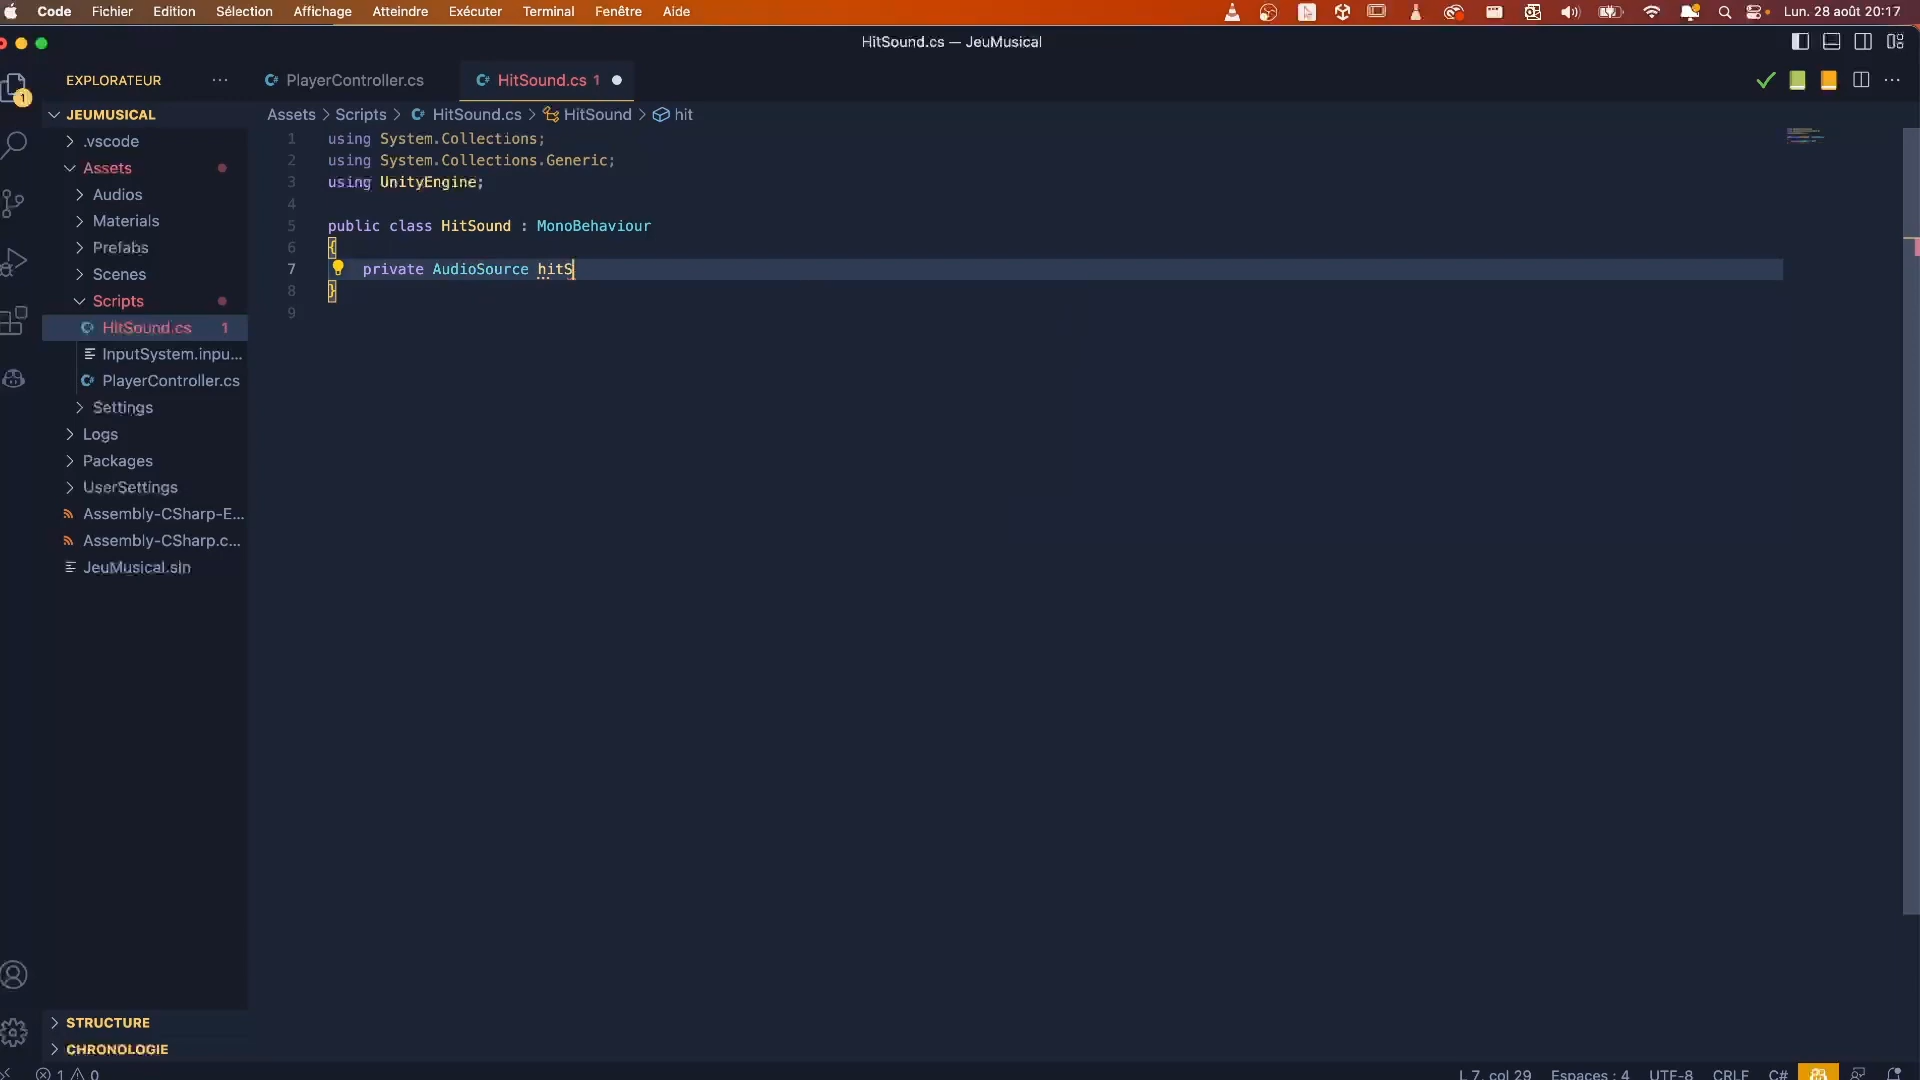 Code Fichier Edition Sélection Affichage Atteindre Exécuter Terminal Fenêtre Aide Lun. 28 août 20:17
HitSound.cs — JeuMusical
EXPLORATEUR ···
PlayerController.cs
HitSound.cs 1
Assets > Scripts > HitSound.cs > HitSound > hit
1
JEUMUSICAL
.vscode
Assets
Audios
Materials
Prefabs
Scenes
Scripts
HitSound.cs 1
InputSystem.inpu...
PlayerController.cs
Settings
Logs
Packages
UserSettings
Assembly-CSharp-E...
Assembly-CSharp.c...
JeuMusical.sln
STRUCTURE
CHRONOLOGIE
1 using System.Collections;
2 using System.Collections.Generic;
3 using UnityEngine;
4
5 public class HitSound : MonoBehaviour
6 {
7 private AudioSource hitS
8 }
9
1 0 L 7, col 29 Espaces : 4 UTF-8 CRLF C#